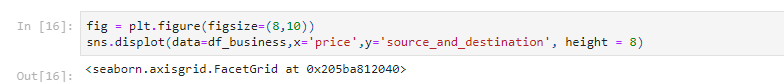 In [16]: fig = plt.figure(figsize=(8,10))
sns.displot(data=df_business,x='price',y='source_and_destination', height = 8)
Out[16]: <seaborn.axisgrid.FacetGrid at 0x205ba812040>